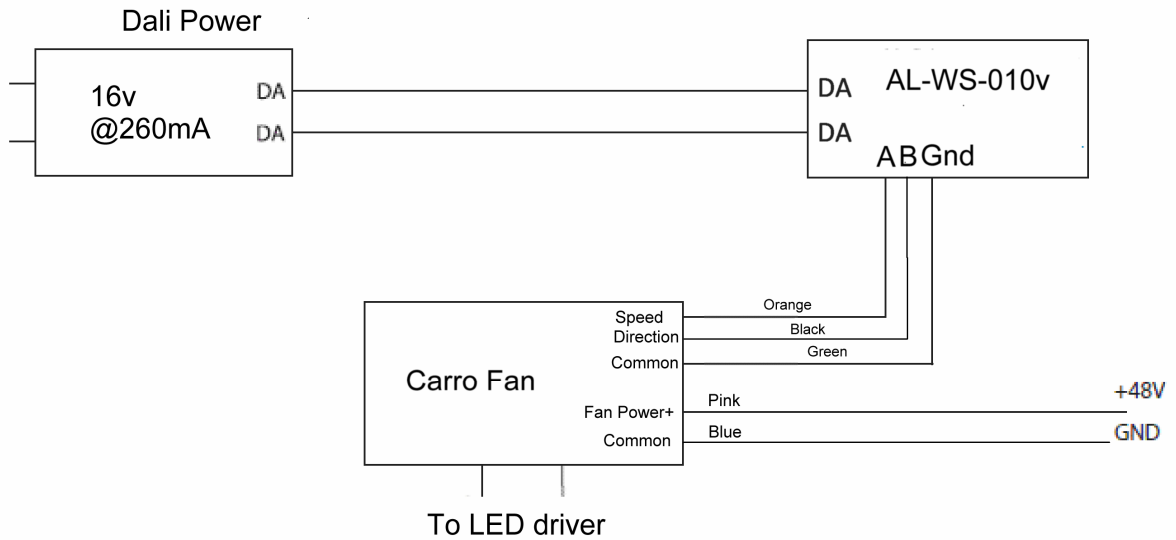 Dali Power
16v
@260mA
DA
DA
DA
DA
AL-WS-010v
A B Gnd
Carro Fan
Speed
Direction
Common
Fan Power+
Common
Orange
Black
Green
Pink
Blue
+48V
GND
To LED driver